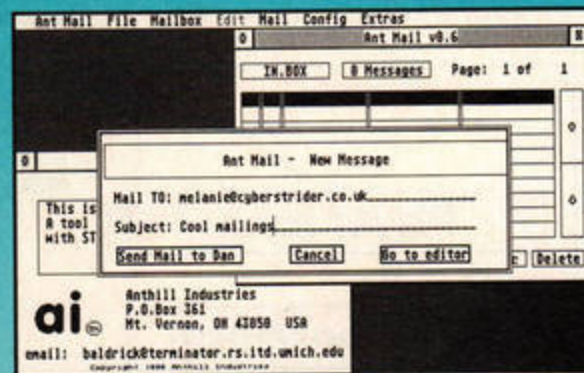 Ant Mail File Mailbox Edit Mail Config Extras
Ant Mail v0.6
IN.BOX 0 Messages Page: 1 of 1
Ant Mail - New Message
Mail TO: melanie@cyberstrider.co.uk
Subject: Cool mailings
Send Mail to Dan Cancel Go to editor
This is
A tool
with ST
Delete
ai
Anthill Industries
P.O.Box 361
Mt. Vernon, OH 43050 USA
email: baldrick@terminator.rs.itd.umich.edu
Copyright Anthill Industries